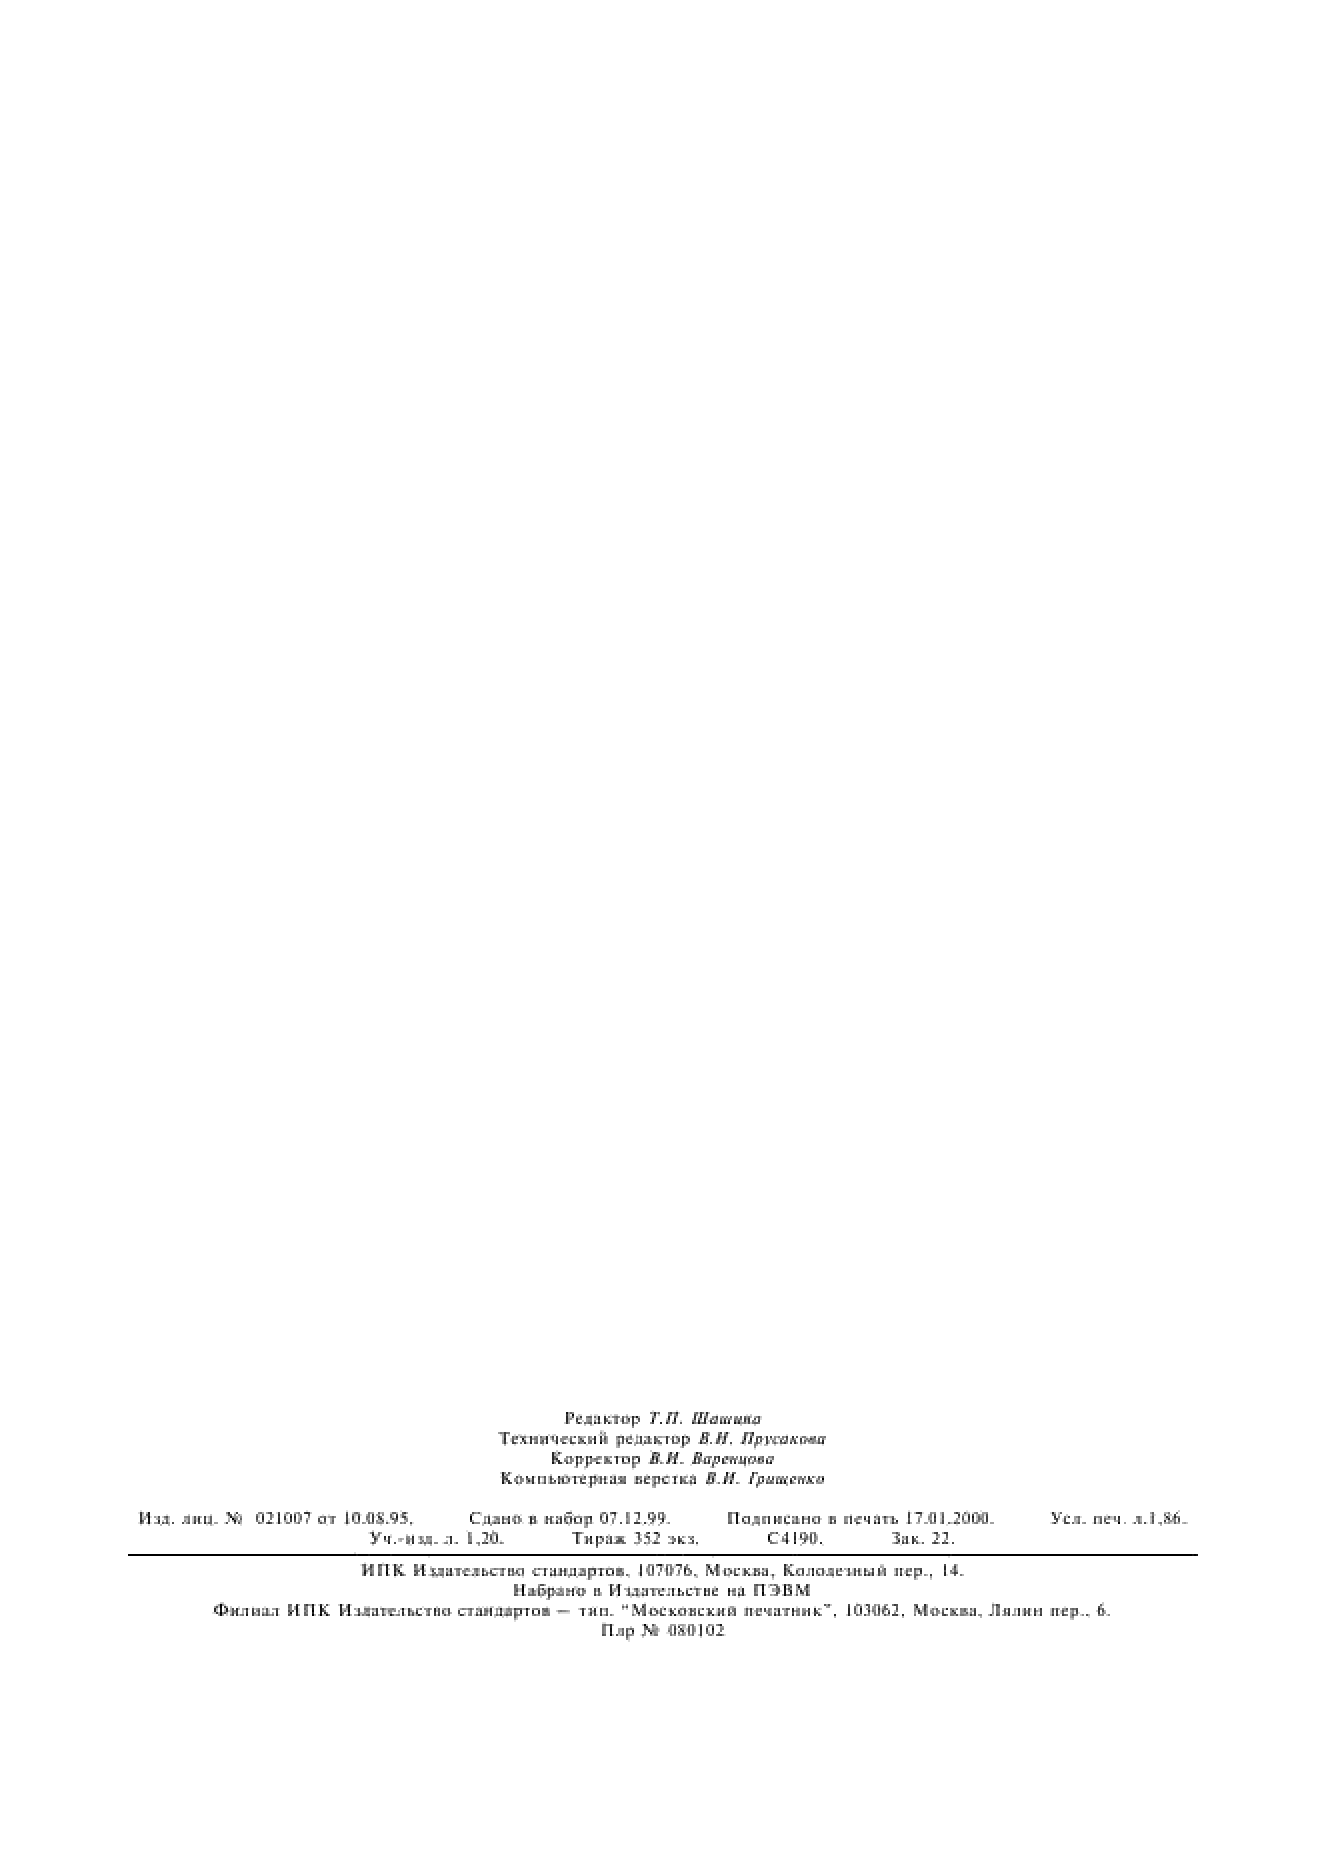 Редактор Т.П. Шашина
Технический редактор В.Н. Прусакова
Корректор В.И. Варенцова
Компьютерная верстка В.И. Грищенко
Изд. лиц. № 021007 от 10.08.95. Сдано в набор 07.12.99. Подписано в печать 17.01.2000. Усл. печ. л.1,86.
Уч.-изд. л. 1,20. Тираж 352 экз. С4190. Зак. 22.
ИПК Издательство стандартов, 107076, Москва, Колодезный пер., 14.
Набрано в Издательстве на ПЭВМ
Филиал ИПК Издательство стандартов — тип. “Московский печатник”, 103062, Москва, Лялин пер., 6.
Плр № 080102